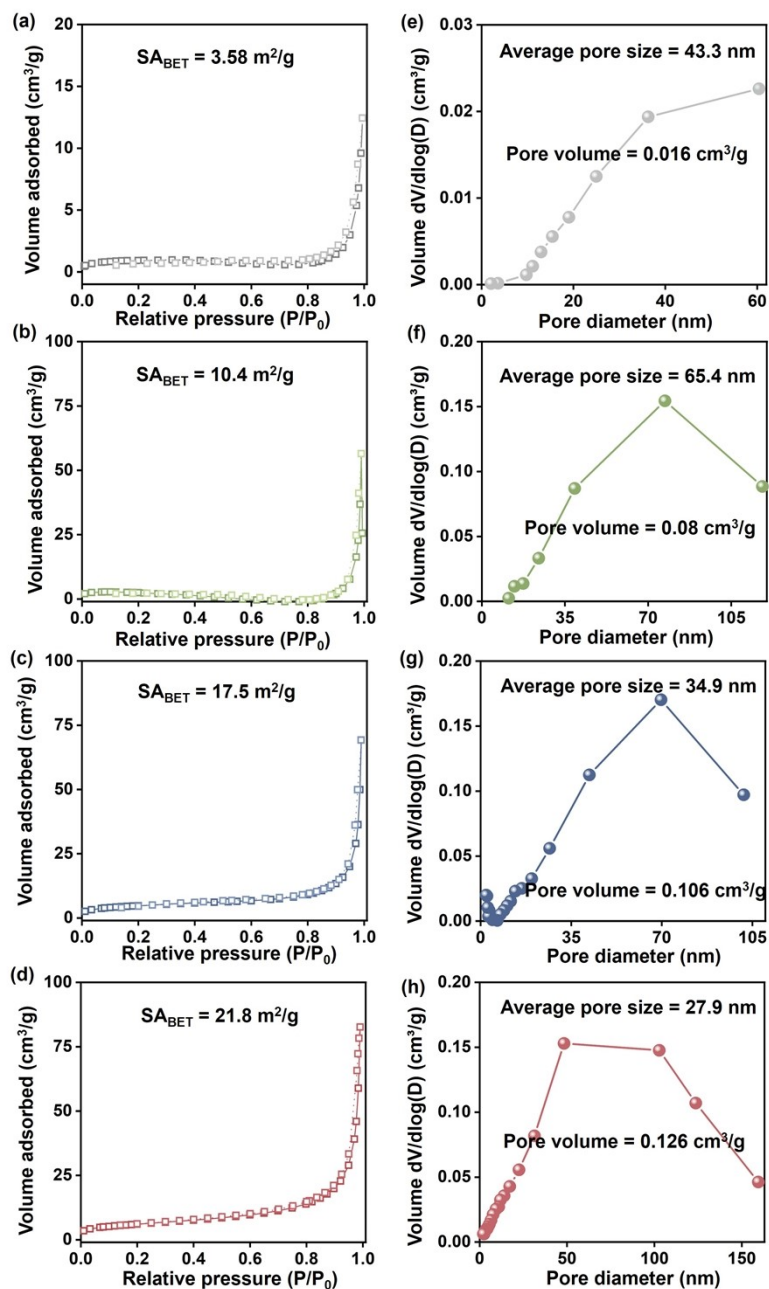 (a)
20
15
10
5
0
Volume adsorbed (cm³/g)
SA_BET = 3.58 m²/g
0.0 0.2 0.4 0.6 0.8 1.0
Relative pressure (P/P₀)
(e)
0.03
0.02
0.01
0.00
Volume dV/dlog(D) (cm³/g)
Average pore size = 43.3 nm
Pore volume = 0.016 cm³/g
0 20 40 60
Pore diameter (nm)
(b)
100
75
50
25
0
Volume adsorbed (cm³/g)
SA_BET = 10.4 m²/g
0.0 0.2 0.4 0.6 0.8 1.0
Relative pressure (P/P₀)
(f)
0.20
0.15
0.10
0.05
0.00
Volume dV/dlog(D) (cm³/g)
Average pore size = 65.4 nm
Pore volume = 0.08 cm³/g
0 35 70 105
Pore diameter (nm)
(c)
100
75
50
25
0
Volume adsorbed (cm³/g)
SA_BET = 17.5 m²/g
0.0 0.2 0.4 0.6 0.8 1.0
Relative pressure (P/P₀)
(g)
0.20
0.15
0.10
0.05
0.00
Volume dV/dlog(D) (cm³/g)
Average pore size = 34.9 nm
Pore volume = 0.106 cm³/g
0 35 70 105
Pore diameter (nm)
(d)
100
75
50
25
0
Volume adsorbed (cm³/g)
SA_BET = 21.8 m²/g
0.0 0.2 0.4 0.6 0.8 1.0
Relative pressure (P/P₀)
(h)
0.20
0.15
0.10
0.05
0.00
Volume dV/dlog(D) (cm³/g)
Average pore size = 27.9 nm
Pore volume = 0.126 cm³/g
0 50 100 150
Pore diameter (nm)